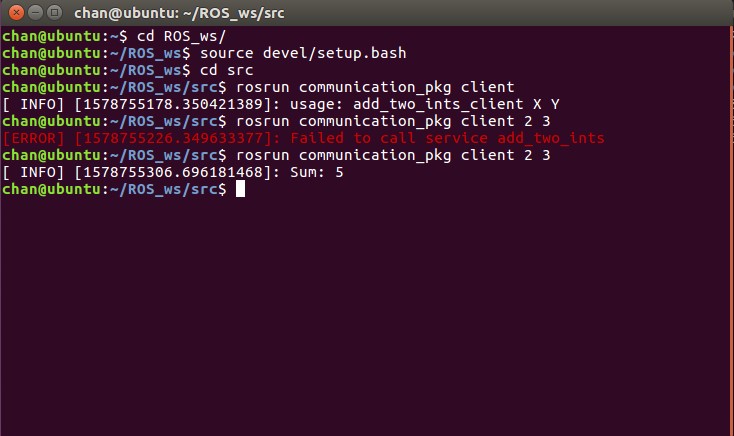 chan@ubuntu: ~/ROS_ws/src
chan@ubuntu:~$ cd ROS_ws/
chan@ubuntu:~/ROS_ws$ source devel/setup.bash
chan@ubuntu:~/ROS_ws$ cd src
chan@ubuntu:~/ROS_ws/src$ rosrun communication_pkg client
[ INFO] [1578755178.350421389]: usage: add_two_ints_client X Y
chan@ubuntu:~/ROS_ws/src$ rosrun communication_pkg client 2 3
[ERROR] [1578755226.349633377]: Failed to call service add_two_ints
chan@ubuntu:~/ROS_ws/src$ rosrun communication_pkg client 2 3
[ INFO] [1578755306.696181468]: Sum: 5
chan@ubuntu:~/ROS_ws/src$